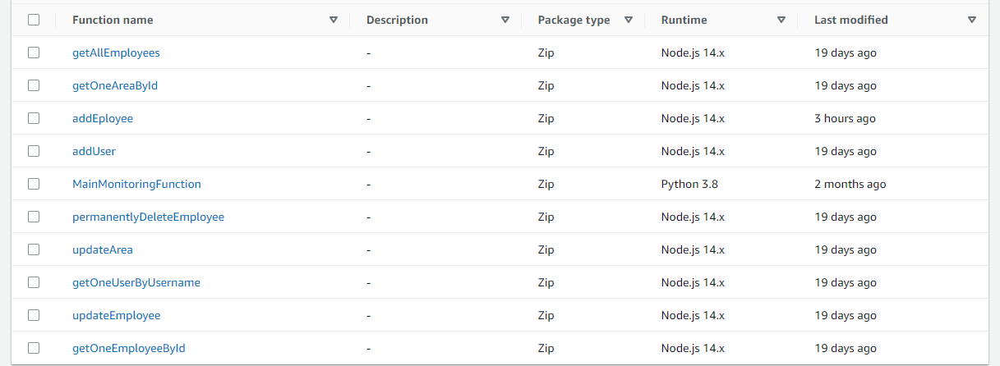 Function name Description Package type Runtime Last modified
getAllEmployees - Zip Node.js 14.x 19 days ago
getOneAreaById - Zip Node.js 14.x 19 days ago
addEployee - Zip Node.js 14.x 3 hours ago
addUser - Zip Node.js 14.x 19 days ago
MainMonitoringFunction - Zip Python 3.8 2 months ago
permanentlyDeleteEmployee - Zip Node.js 14.x 19 days ago
updateArea - Zip Node.js 14.x 19 days ago
getOneUserByUsername - Zip Node.js 14.x 19 days ago
updateEmployee - Zip Node.js 14.x 19 days ago
getOneEmployeeById - Zip Node.js 14.x 19 days ago